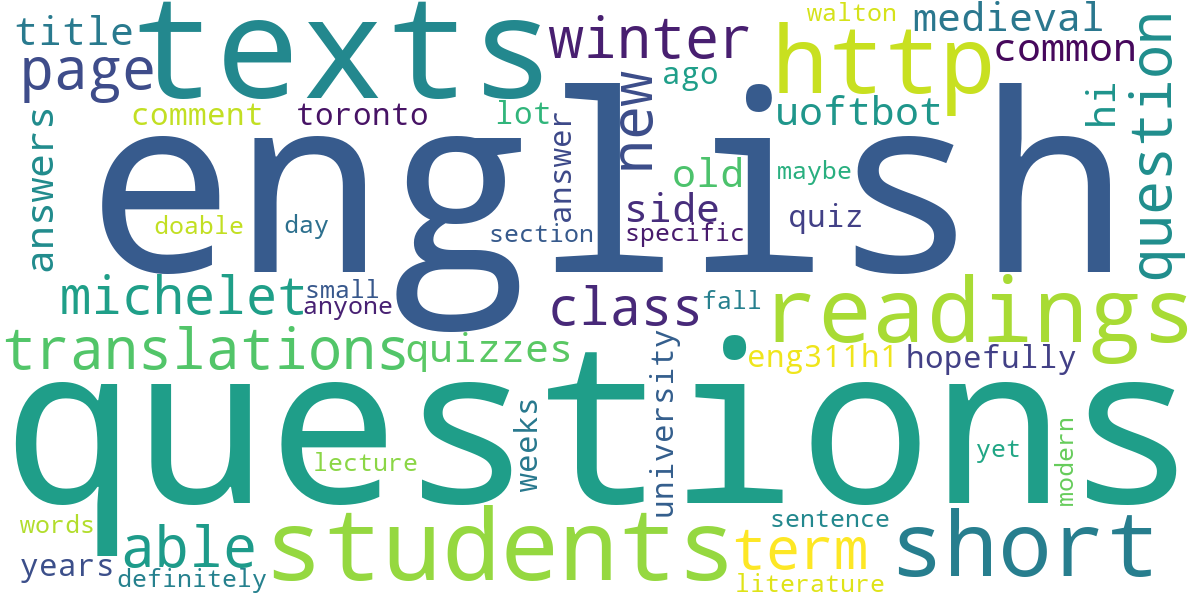 title
texts
winter
walton
medieval
http
common
question
page
ago
comment
toronto
lot
new
uoftbot
hi
answers
english
answer
old
maybe
side
quiz
doable
day
section
specific
michelet
small
anyone
class
fall
readings
translations
quizzes
university
eng311h1
hopefully
questions
weeks
lecture
yet
modern
words
able
students
term
sentence
short
years
definitely
literature